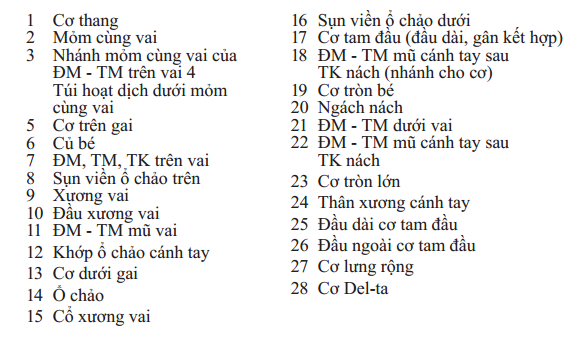 1 Cơ thang
2 Mỏm cùng vai
3 Nhánh mỏm cùng vai của
ĐM - TM trên vai 4
Túi hoạt dịch dưới mỏm
cùng vai
5 Cơ trên gai
6 Củ bé
7 ĐM, TM, TK trên vai
8 Sụn viền ổ chảo trên
9 Xương vai
10 Đầu xương vai
11 ĐM - TM mũ vai
12 Khớp ổ chảo cánh tay
13 Cơ dưới gai
14 Ổ chảo
15 Cổ xương vai
16 Sụn viền ổ chảo dưới
17 Cơ tam đầu (đầu dài, gân kết hợp)
18 ĐM - TM mũ cánh tay sau
TK nách (nhánh cho cơ)
19 Cơ tròn bé
20 Ngách nách
21 ĐM - TM dưới vai
22 ĐM - TM mũ cánh tay sau
TK nách
23 Cơ tròn lớn
24 Thân xương cánh tay
25 Đầu dài cơ tam đầu
26 Đầu ngoài cơ tam đầu
27 Cơ lưng rộng
28 Cơ Del-ta